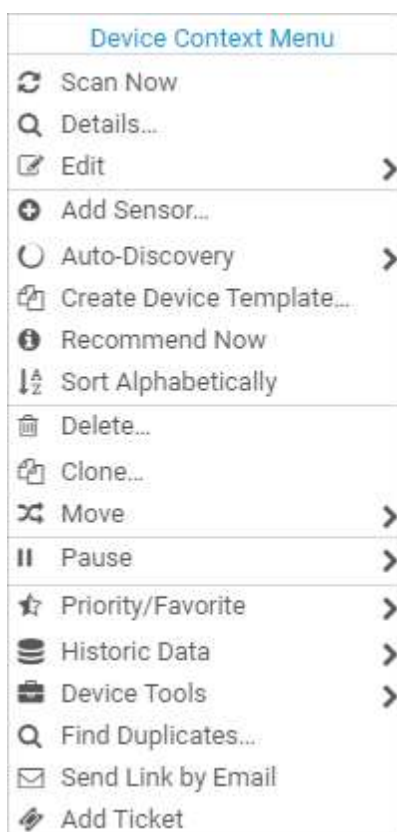 Device Context Menu
Scan Now
Details...
Edit
Add Sensor...
Auto-Discovery
Create Device Template...
Recommend Now
Sort Alphabetically
Delete...
Clone...
Move
Pause
Priority/Favorite
Historic Data
Device Tools
Find Duplicates...
Send Link by Email
Add Ticket